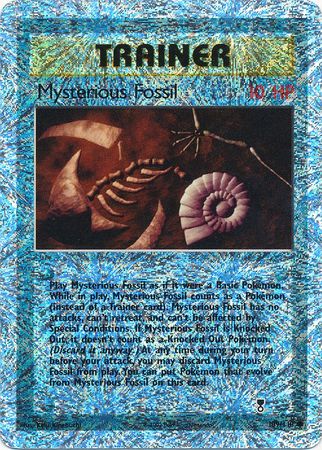 TRAINER
Mysterious Fossil 10 HP
Play Mysterious Fossil as if it were a Basic Pokémon.
While in play, Mysterious Fossil counts as a Pokémon
(instead of a Trainer card). Mysterious Fossil has no
attacks, can't retreat, and can't be affected by
Special Conditions. If Mysterious Fossil is Knocked
Out, it doesn't count as a Knocked Out Pokémon.
(Discard it anyway.) At any time during your turn
before your attack, you may discard Mysterious
Fossil from play. You can put Pokémon that evolve
from Mysterious Fossil on this card.
109/110